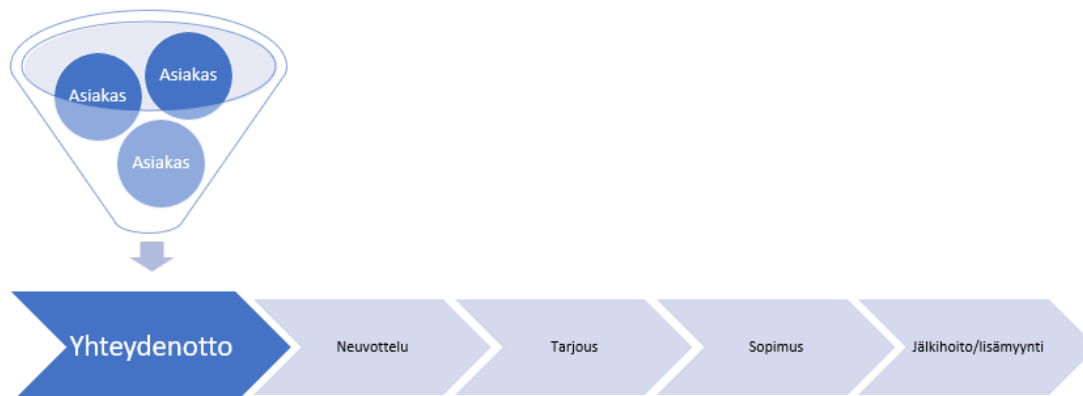 Asiakas
Asiakas
Asiakas
Yhteydenotto
Neuvottelu
Tarjous
Sopimus
Jälkihoito/lisämyynti